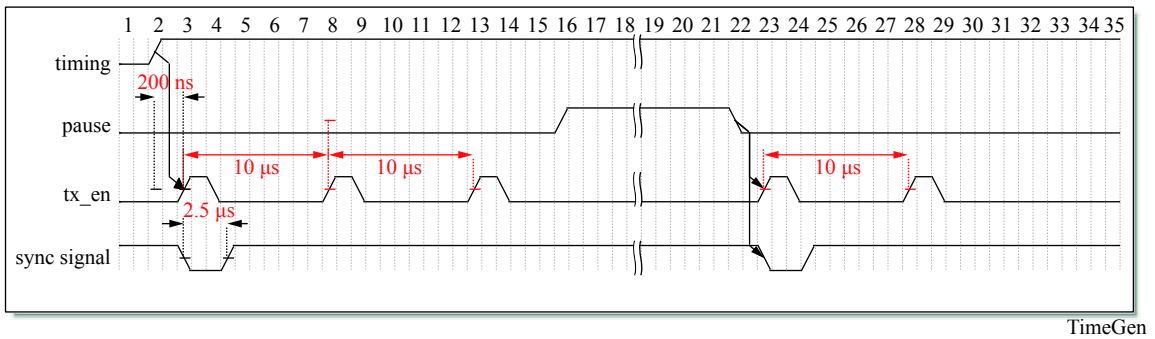 1 2 3 4 5 6 7 8 9 10 11 12 13 14 15 16 17 18 19 20 21 22 23 24 25 26 27 28 29 30 31 32 33 34 35
timing
200 ns
pause
10 μs 10 μs 10 μs
tx_en
2.5 μs
sync signal
TimeGen